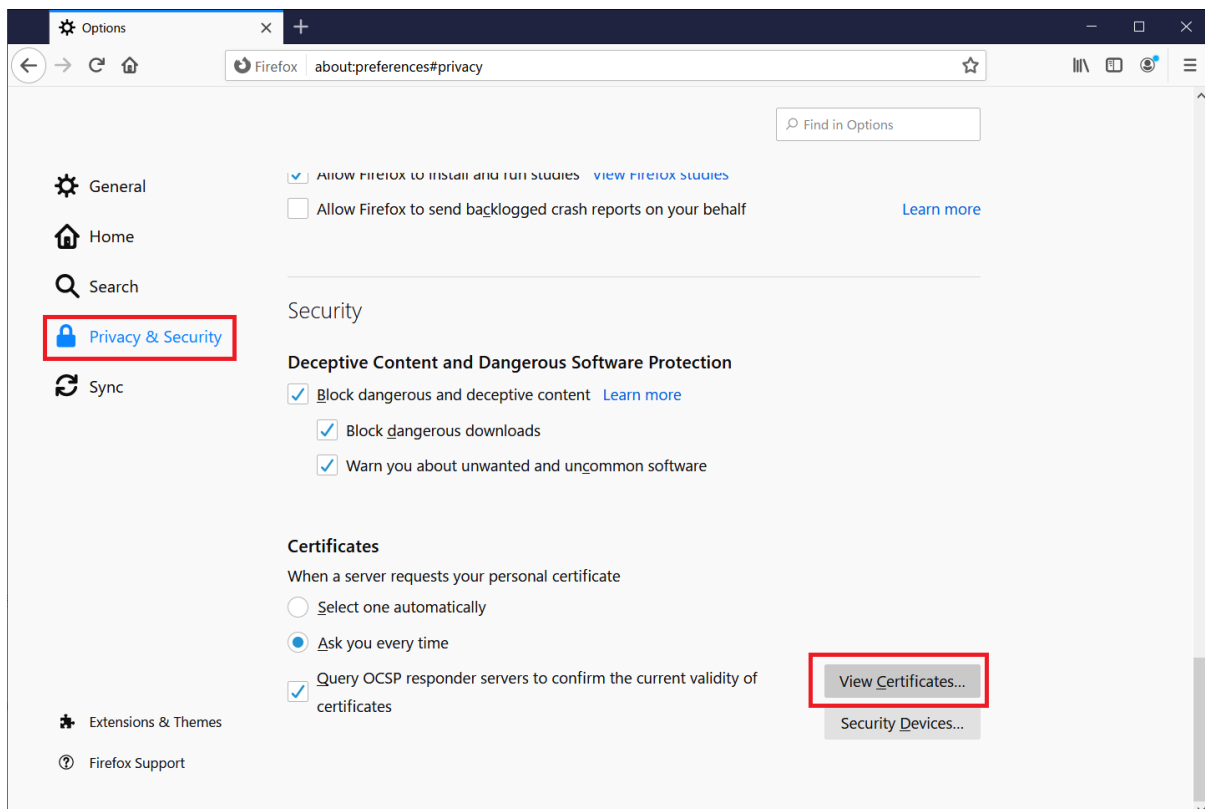 Options
Firefox about:preferences#privacy
Find in Options
General
Home
Search
Privacy & Security
Sync
Extensions & Themes
Firefox Support
Allow Firefox to install and run studies View Firefox studies
Allow Firefox to send backlogged crash reports on your behalf Learn more
Security
Deceptive Content and Dangerous Software Protection
Block dangerous and deceptive content Learn more
Block dangerous downloads
Warn you about unwanted and uncommon software
Certificates
When a server requests your personal certificate
Select one automatically
Ask you every time
Query OCSP responder servers to confirm the current validity of
certificates
View Certificates...
Security Devices...